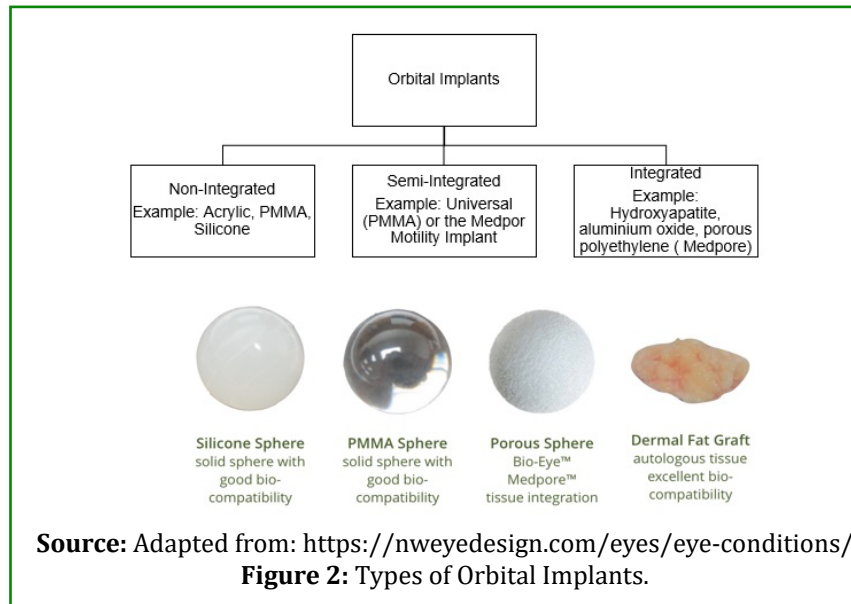 Orbital Implants
Non-Integrated
Example: Acrylic, PMMA,
Silicone
Semi-Integrated
Example: Universal
(PMMA) or the Medpor
Motility Implant
Integrated
Example:
Hydroxyapatite,
aluminium oxide, porous
polyethylene ( Medpore)
Silicone Sphere
solid sphere with
good bio-
compatibility
PMMA Sphere
solid sphere with
good bio-
compatibility
Porous Sphere
Bio-Eye™
Medpore™
tissue integration
Dermal Fat Graft
autologous tissue
excellent bio-
compatibility
Source: Adapted from: https://nweyedesign.com/eyes/eye-conditions/
Figure 2: Types of Orbital Implants.